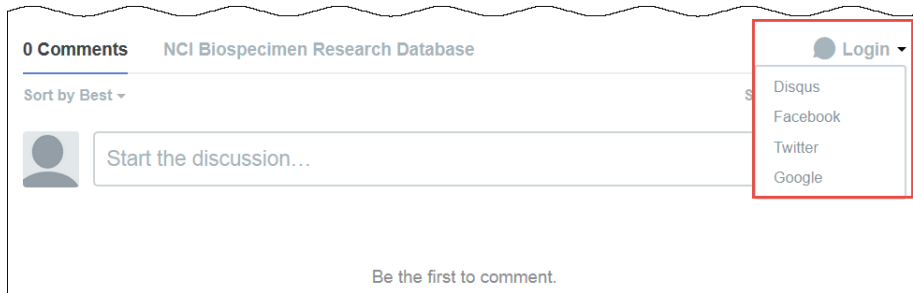 0 Comments NCI Biospecimen Research Database Login
Sort by Best S
Disqus
Facebook
Twitter
Google
Start the discussion...
Be the first to comment.